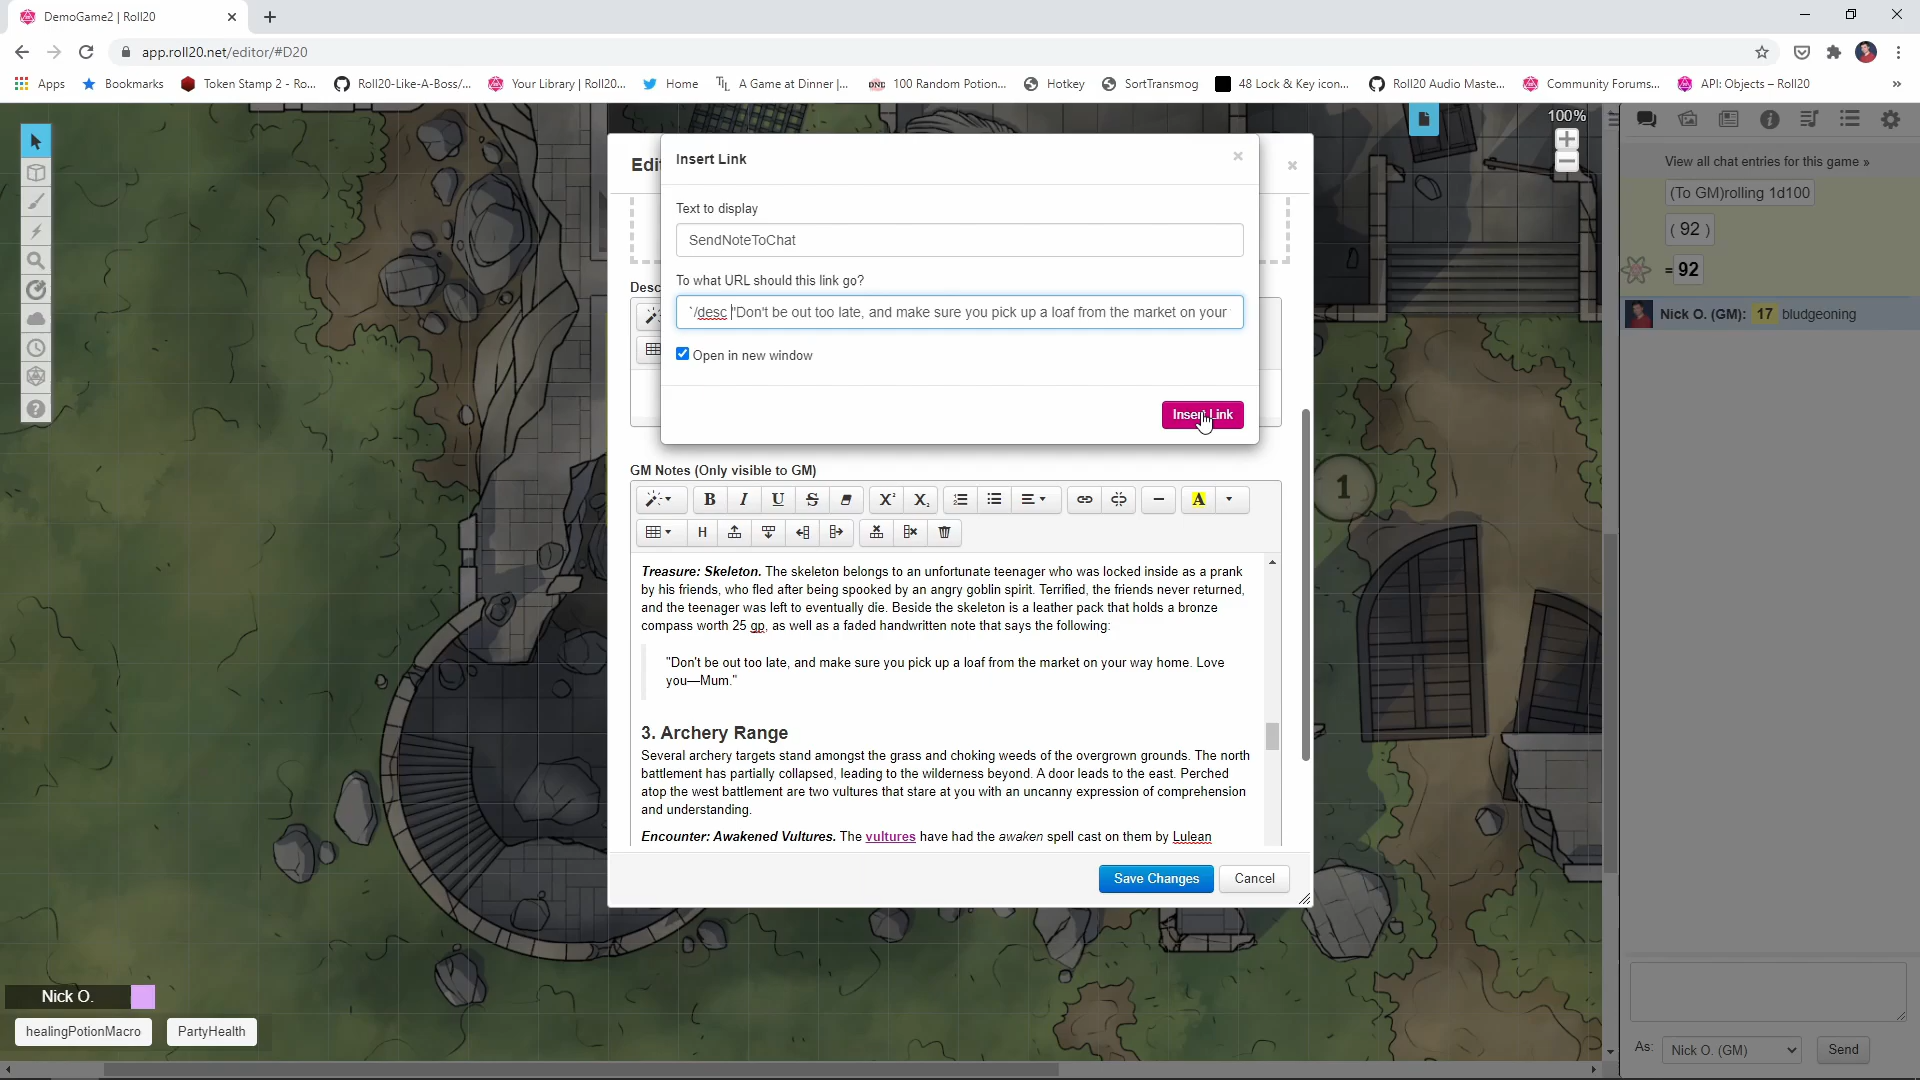 DemoGame2 | Roll20
app.roll20.net/editor/#D20
Apps
Bookmarks
Token Stamp 2 - Ro...
Roll20-Like-A-Boss/...
Your Library | Roll20...
Home
A Game at Dinner |...
100 Random Potion...
Hotkey
SortTransmog
48 Lock & Key icon...
Roll20 Audio Maste...
Community Forums...
API: Objects – Roll20
»
100%
View all chat entries for this game »
(To GM)rolling 1d100
( 92 )
= 92
Nick O. (GM): 17 bludgeoning
Edi
Insert Link
Text to display
SendNoteToChat
To what URL should this link go?
`/desc "Don't be out too late, and make sure you pick up a loaf from the market on your
Open in new window
Insert Link
Desc
GM Notes (Only visible to GM)
Treasure: Skeleton. The skeleton belongs to an unfortunate teenager who was locked inside as a prank
by his friends, who fled after being spooked by an angry goblin spirit. Terrified, the friends never returned,
and the teenager was left to eventually die. Beside the skeleton is a leather pack that holds a bronze
compass worth 25 gp, as well as a faded handwritten note that says the following:
"Don't be out too late, and make sure you pick up a loaf from the market on your way home. Love
you—Mum."
3. Archery Range
Several archery targets stand amongst the grass and choking weeds of the overgrown grounds. The north
battlement has partially collapsed, leading to the wilderness beyond. A door leads to the east. Perched
atop the west battlement are two vultures that stare at you with an uncanny expression of comprehension
and understanding.
Encounter: Awakened Vultures. The vultures have had the awaken spell cast on them by Lulean
Save Changes
Cancel
1
Nick O.
healingPotionMacro
PartyHealth
As:
Nick O. (GM)
Send